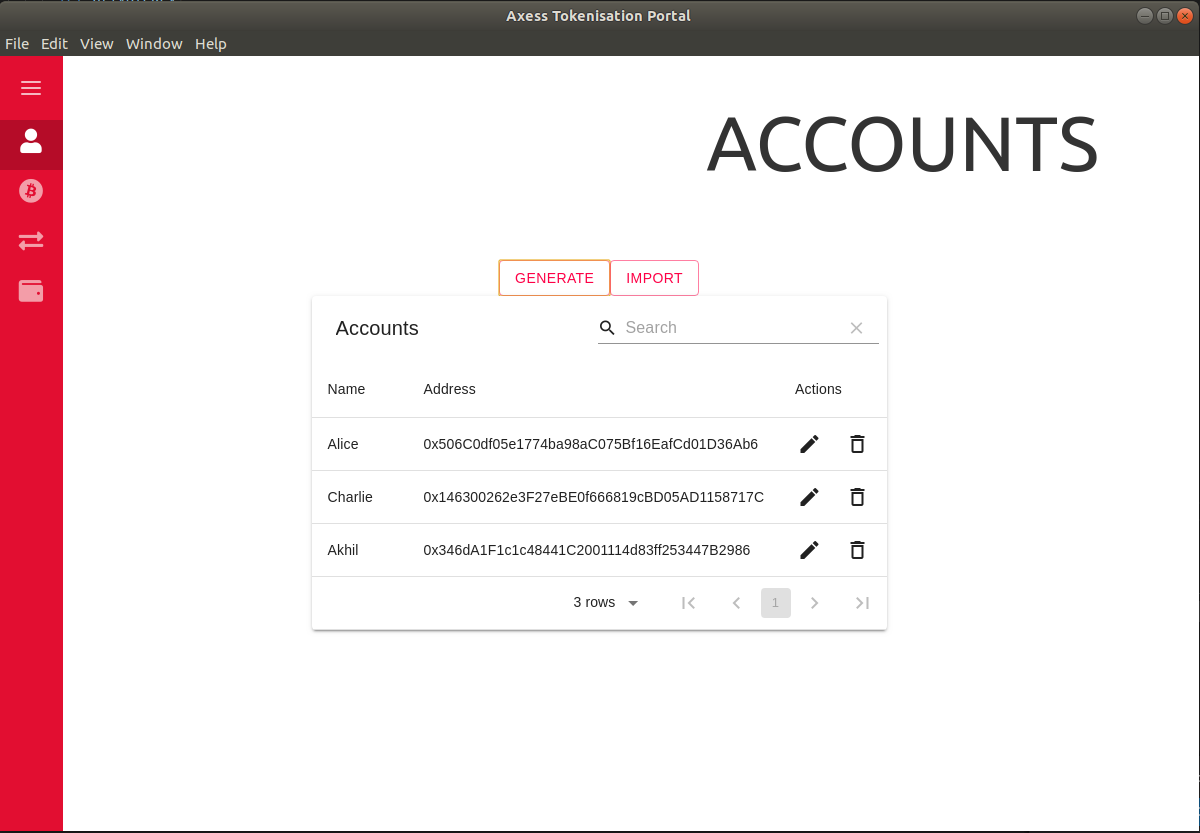 Axess Tokenisation Portal
File Edit View Window Help
ACCOUNTS
GENERATE IMPORT
Accounts Search
Name Address Actions
Alice 0x506C0df05e1774ba98aC075Bf16EafCd01D36Ab6
Charlie 0x146300262e3F27eBE0f666819cBD05AD1158717C
Akhil 0x346dA1F1c1c48441C2001114d83ff253447B2986
3 rows 1